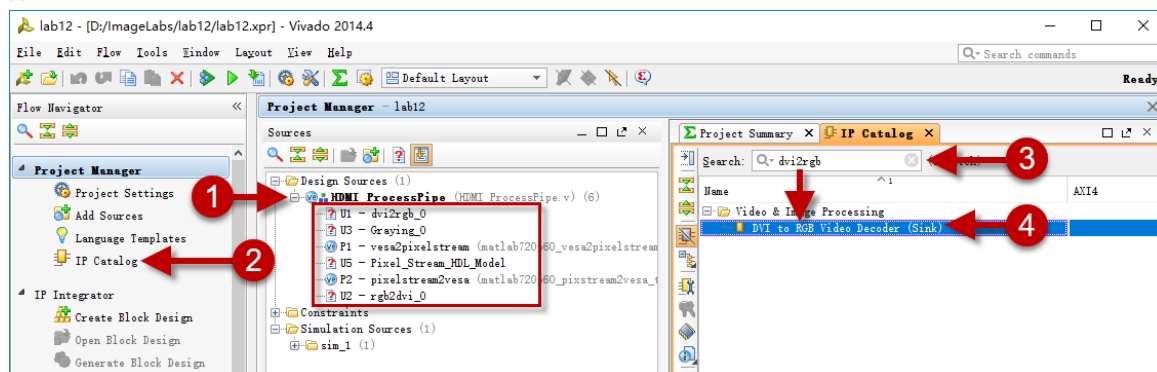 lab12 - [D:/ImageLabs/lab12/lab12.xpr] - Vivado 2014.4
File Edit Flow Tools Window Layout View Help
Search commands
Default Layout
Ready
Flow Navigator
Project Manager - lab12
Project Manager
Project Settings
Add Sources
Language Templates
IP Catalog
IP Integrator
Create Block Design
Open Block Design
Generate Block Design
Sources
Design Sources (1)
HDMI_ProcessPipe (HDMI_ProcessPipe.v) (6)
U1 - dvi2rgb_0
U3 - Graying_0
P1 - vesa2pixelstream (matlab720p60_vesa2pixelstream
U5 - Pixel_Stream_HDL_Model
P2 - pixelstream2vesa (matlab720p60_pixstream2vesa_t
U2 - rgb2dvi_0
Constraints
Simulation Sources (1)
sim_1 (1)
Project Summary
IP Catalog
Search: dvi2rgb
Name
1
AXI4
Video & Image Processing
DVI to RGB Video Decoder (Sink)
1
2
3
4